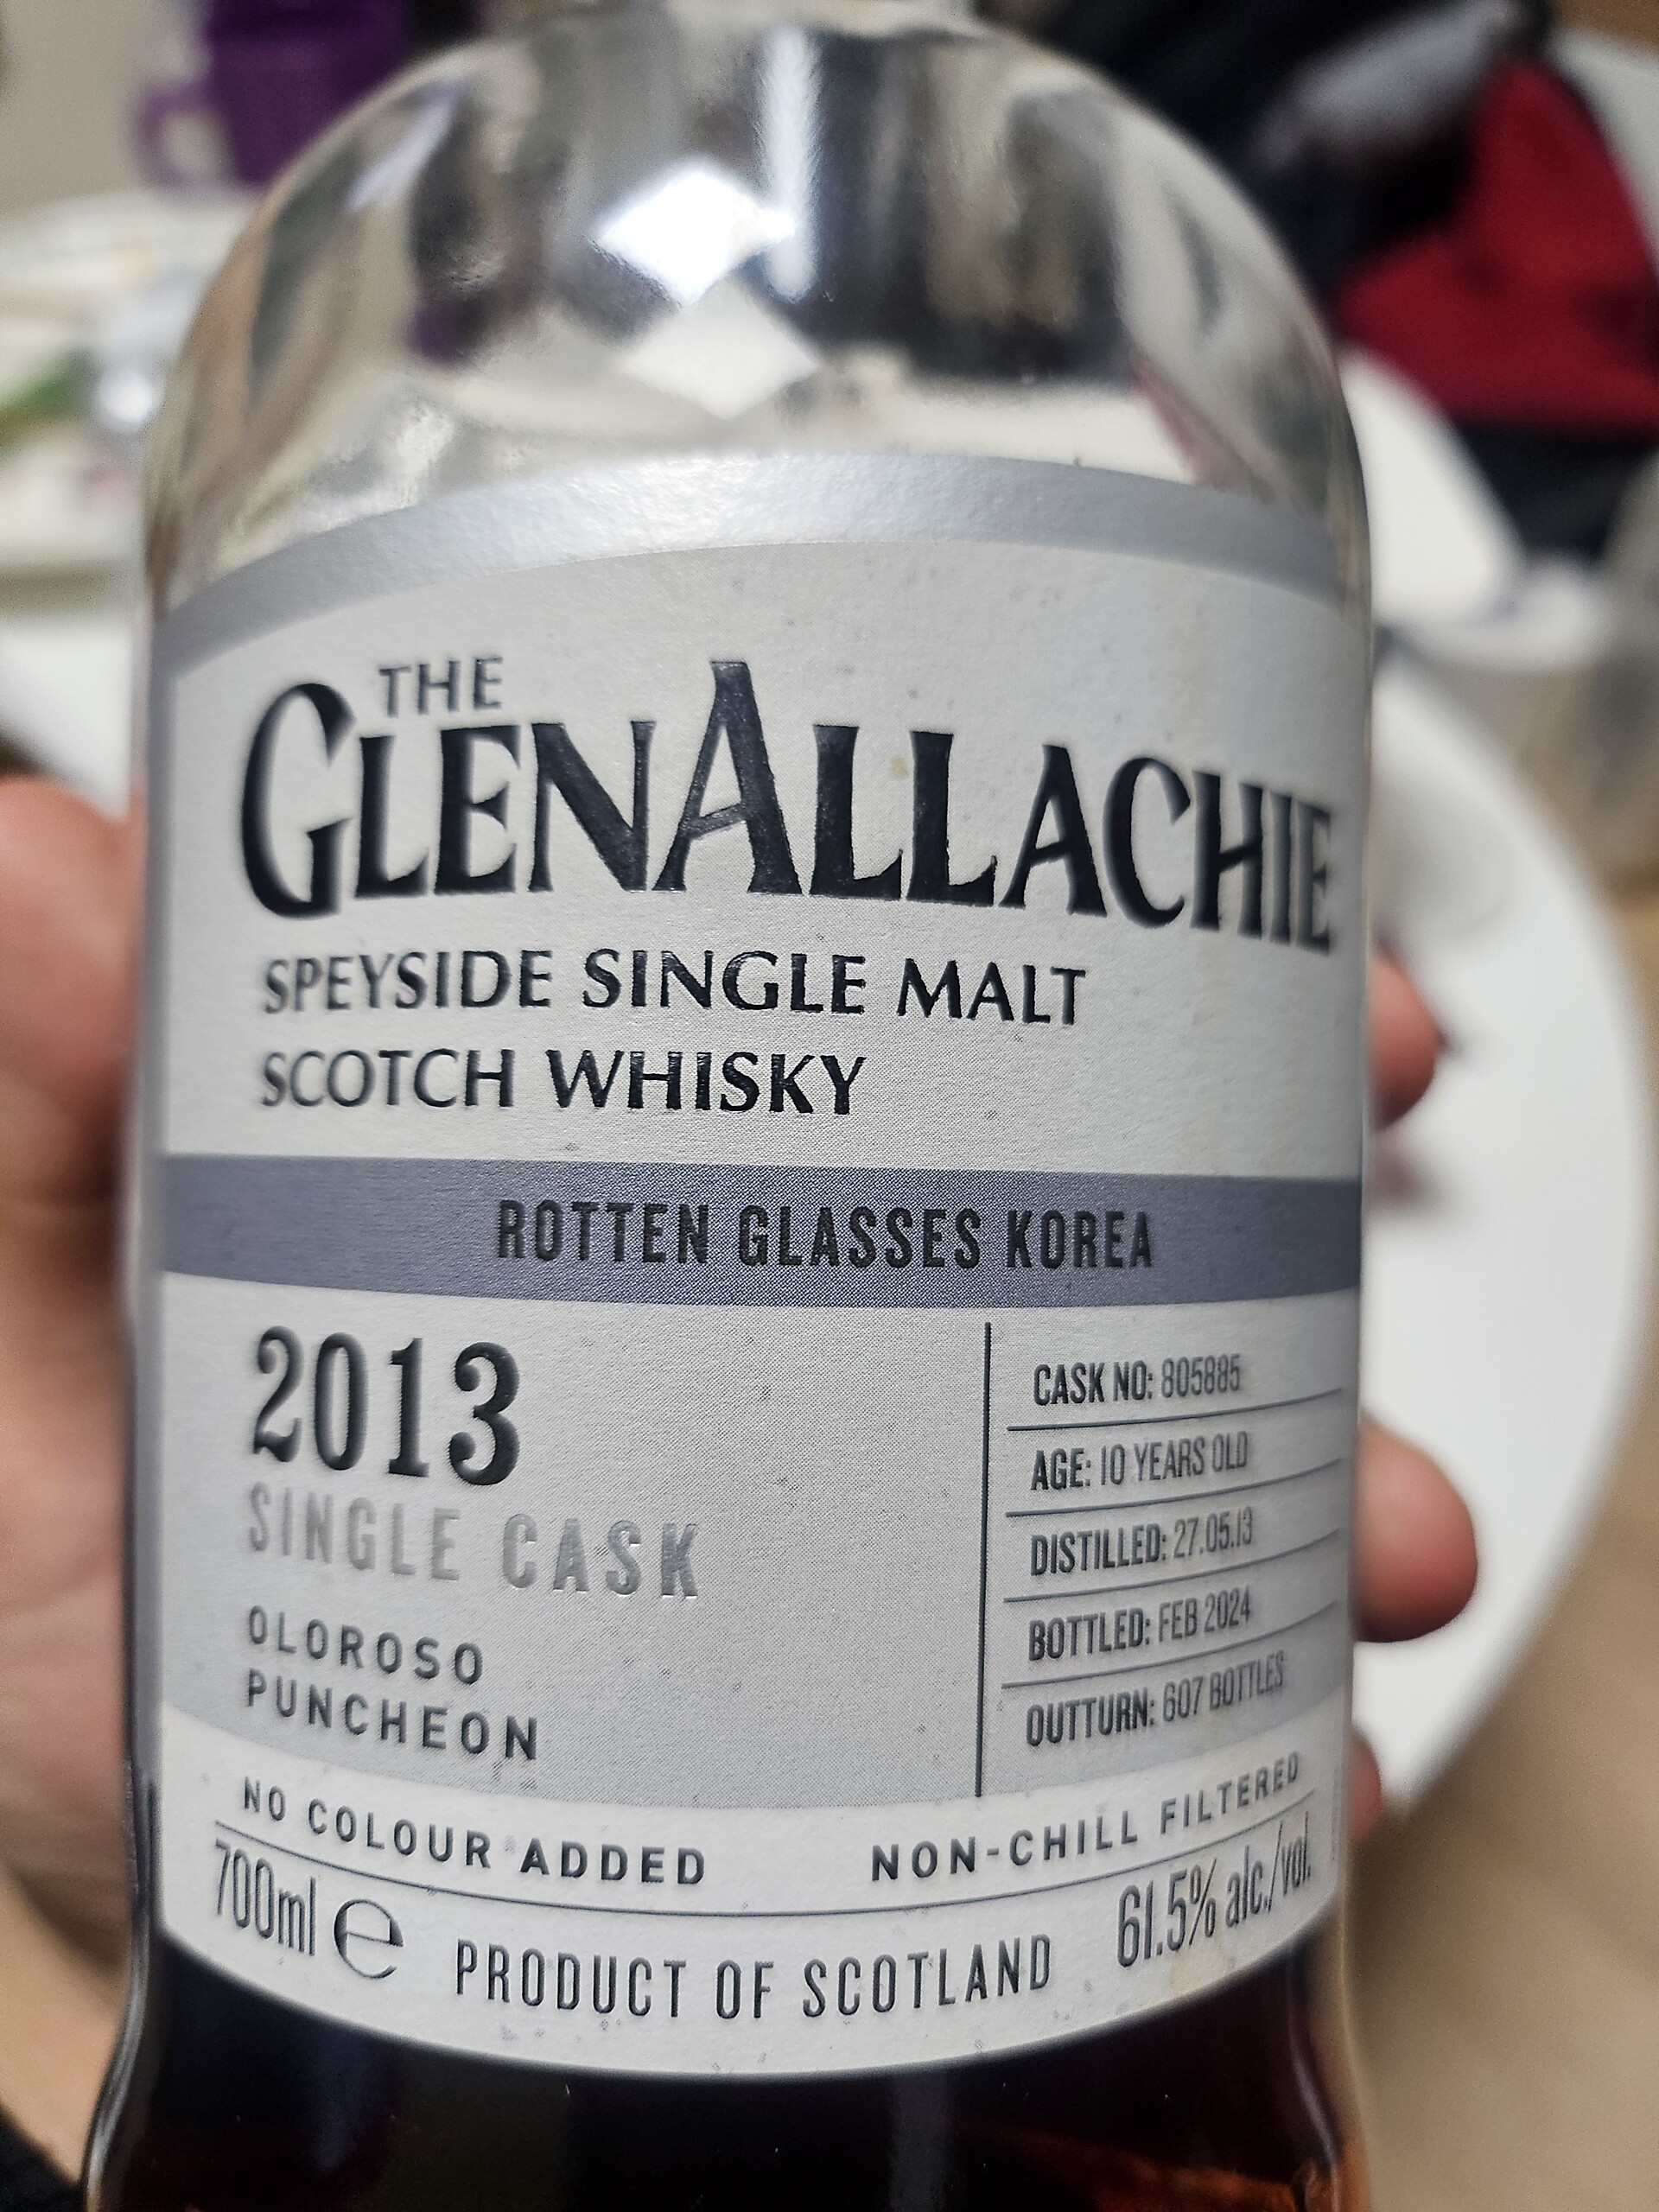 THE
GLENALLACHIE
SPEYSIDE SINGLE MALT
SCOTCH WHISKY
ROTTEN GLASSES KOREA
2013
SINGLE CASK
OLOROSO
PUNCHEON
CASK NO: 805885
AGE: 10 YEARS OLD
DISTILLED: 27.05.13
BOTTLED: FEB 2024
OUTTURN: 607 BOTTLES
NO COLOUR ADDED NON-CHILL FILTERED
700ml e PRODUCT OF SCOTLAND 61.5% alc./vol.